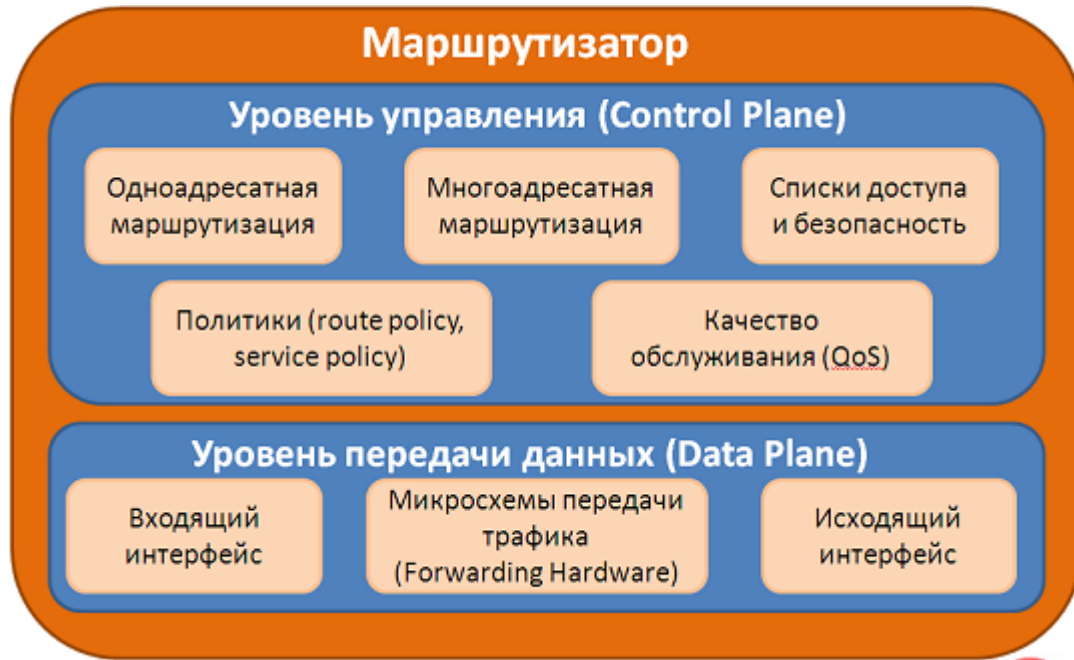 Маршрутизатор
Уровень управления (Control Plane)
Одноадресатная
маршрутизация
Многоадресатная
маршрутизация
Списки доступа
и безопасность
Политики (route policy,
service policy)
Качество
обслуживания (QoS)
Уровень передачи данных (Data Plane)
Входящий
интерфейс
Микросхемы передачи
трафика
(Forwarding Hardware)
Исходящий
интерфейс